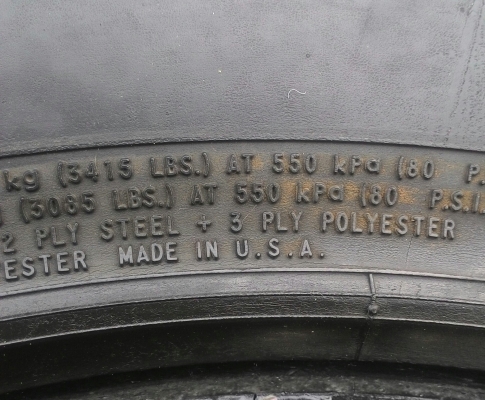 kg (3415 LBS.) AT 550 kPa (80 P.
(3085 LBS.) AT 550 kPa (80 P.S.I.
2 PLY STEEL + 3 PLY POLYESTER
ESTER MADE IN U.S.A.